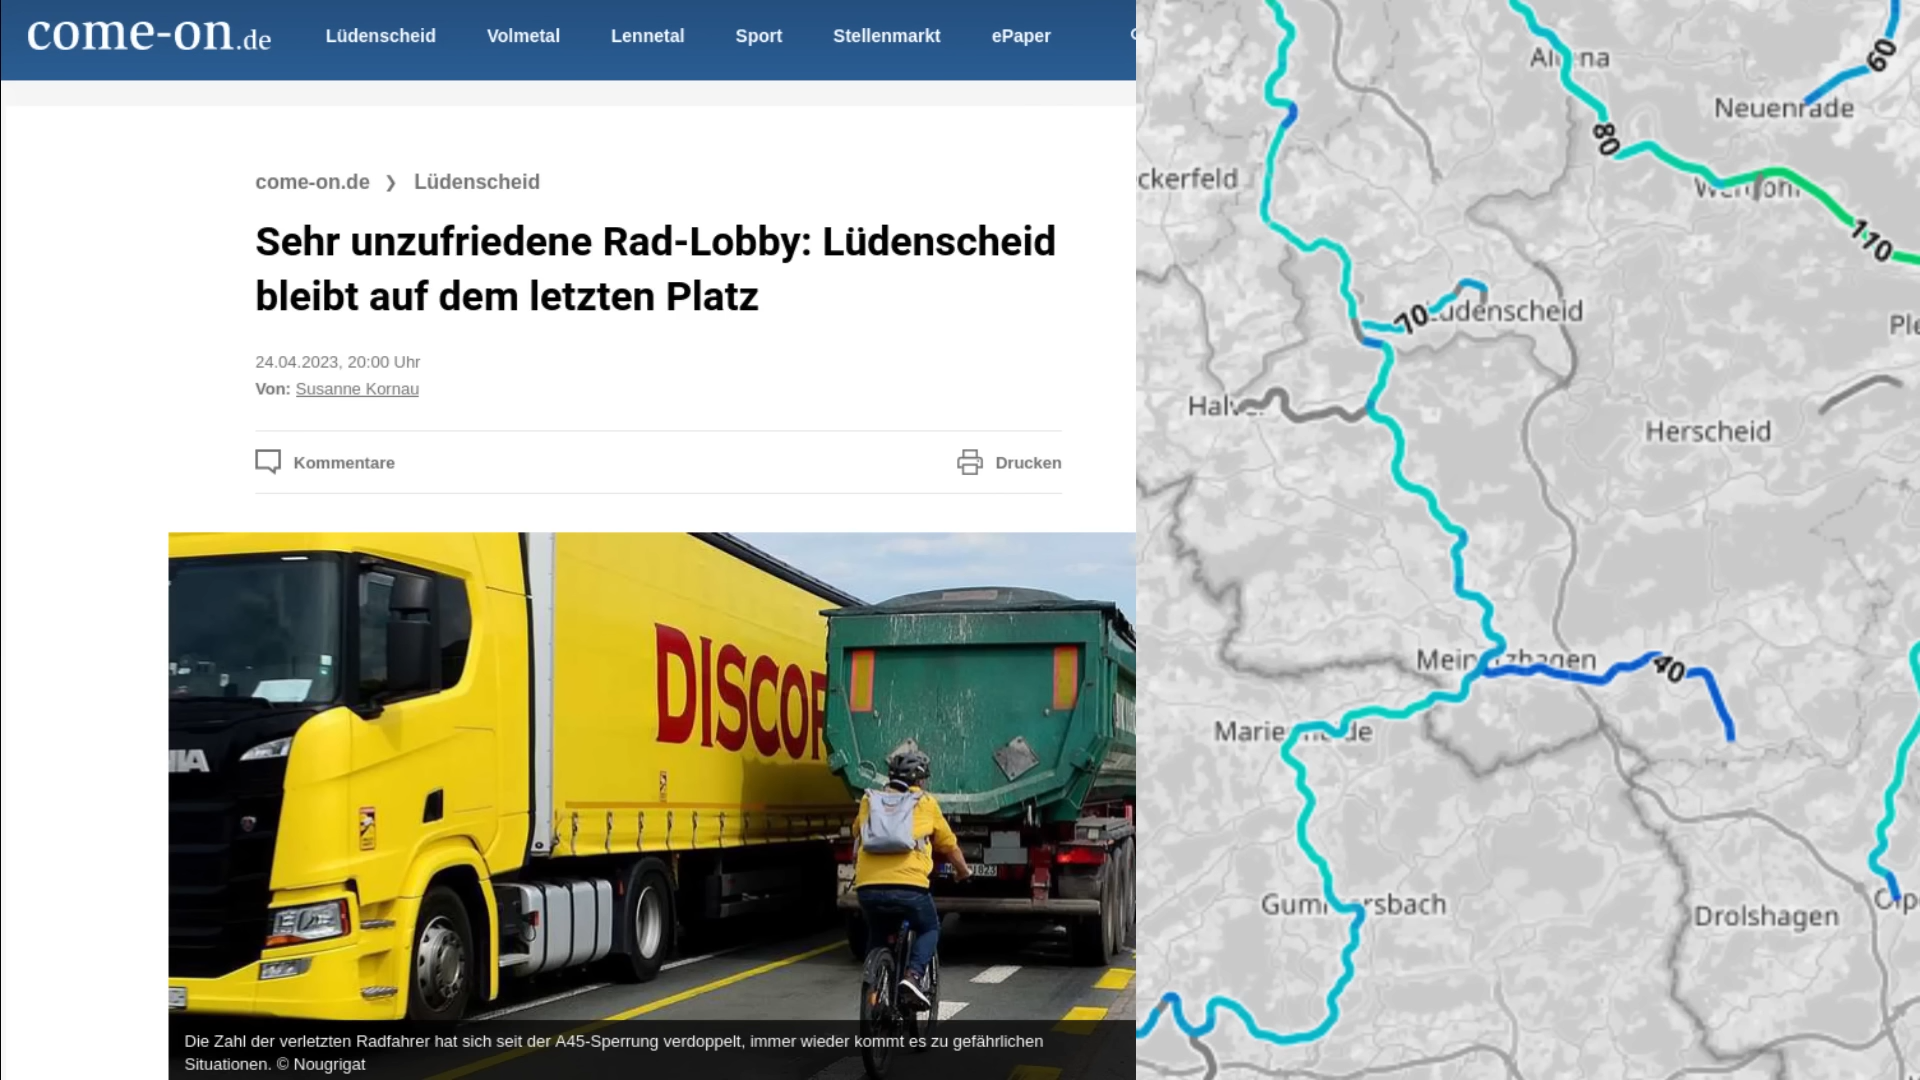 come-on.de
Lüdenscheid Volmetal Lennetal Sport Stellenmarkt ePaper
come-on.de ❯ Lüdenscheid
Sehr unzufriedene Rad-Lobby: Lüdenscheid
bleibt auf dem letzten Platz
24.04.2023, 20:00 Uhr
Von: Susanne Kornau
Kommentare
Drucken
DISCO
Die Zahl der verletzten Radfahrer hat sich seit der A45-Sperrung verdoppelt, immer wieder kommt es zu gefährlichen
Situationen. © Nougrigat
60
Neuenrade
80
ckerfeld
110
70
Ple
Herscheid
40
Drolshagen